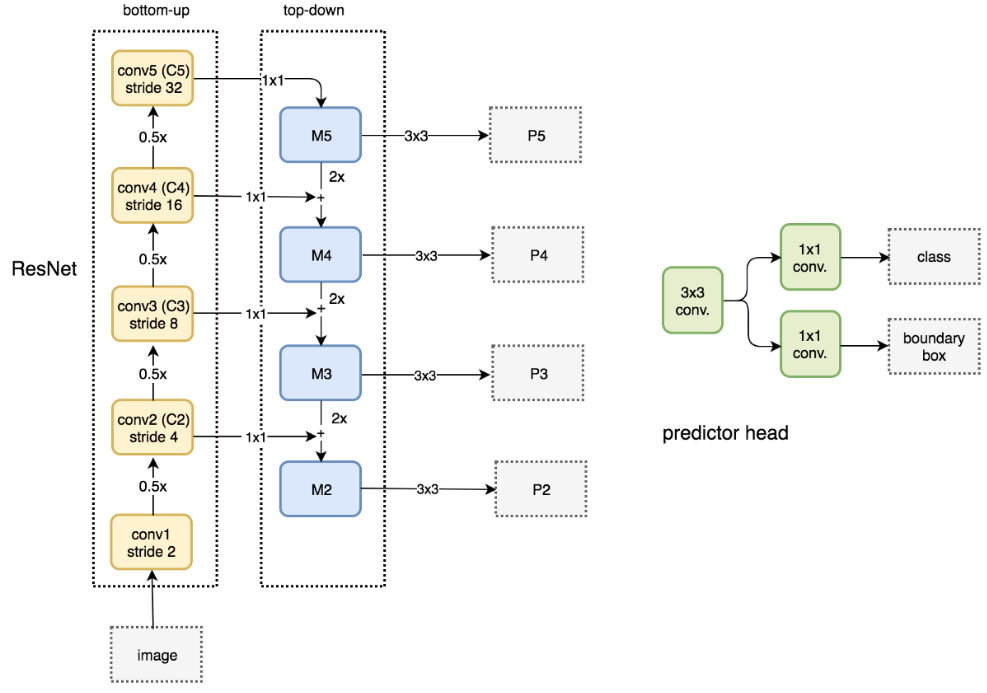 bottom-up
top-down
conv5 (C5)
stride 32
1x1
M5
3x3
P5
0.5x
2x
conv4 (C4)
stride 16
1x1
+
M4
3x3
P4
ResNet
0.5x
2x
conv3 (C3)
stride 8
1x1
+
M3
3x3
P3
0.5x
2x
conv2 (C2)
stride 4
1x1
+
M2
3x3
P2
0.5x
conv1
stride 2
image
3x3
conv.
1x1
conv.
class
1x1
conv.
boundary
box
predictor head